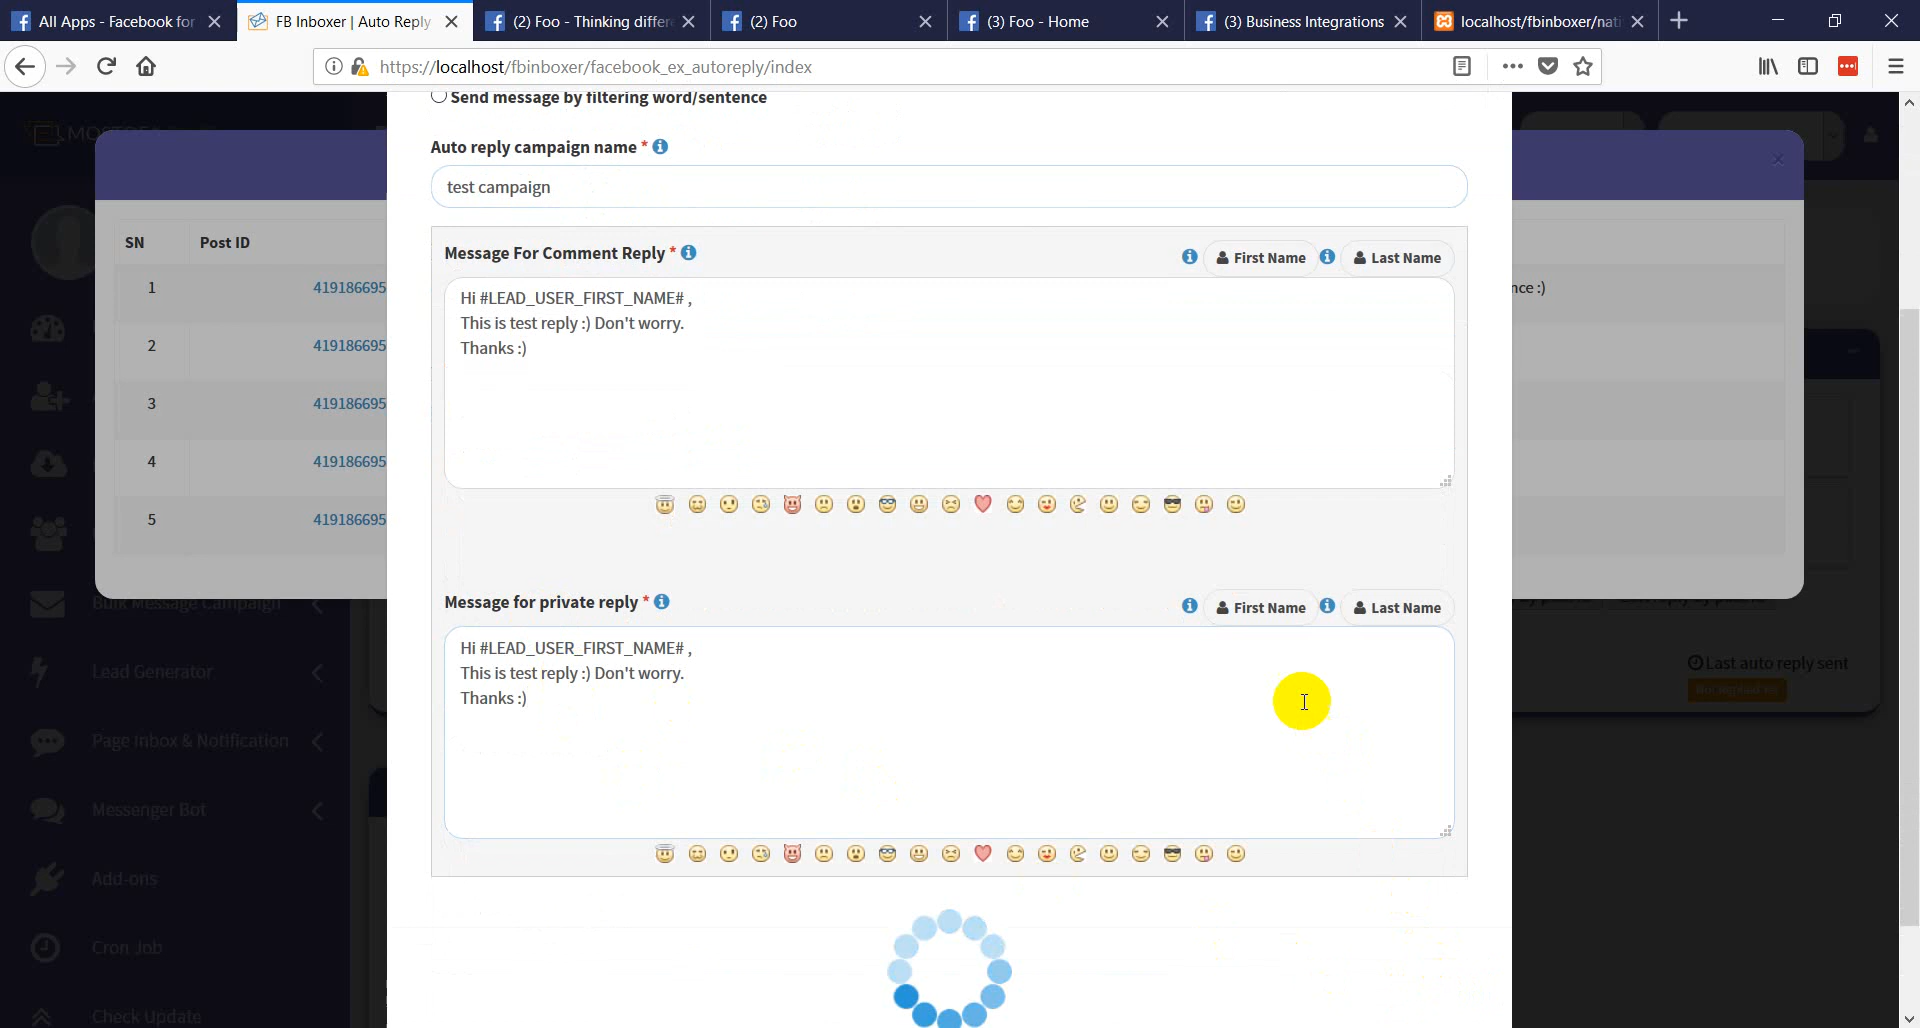 All Apps - Facebook for
FB Inboxer | Auto Reply
(2) Foo - Thinking differe
(2) Foo
(3) Foo - Home
(3) Business Integrations
localhost/fbinboxer/nati
https://localhost/fbinboxer/facebook_ex_autoreply/index
Send message by filtering word/sentence
Auto reply campaign name *
test campaign
SN Post ID
Message For Comment Reply *
First Name
Last Name
1 419186695
Hi #LEAD_USER_FIRST_NAME# ,
This is test reply :) Don't worry.
Thanks :)
nce :)
2 419186695
3 419186695
4 419186695
5 419186695
Message for private reply *
First Name
Last Name
Hi #LEAD_USER_FIRST_NAME# ,
This is test reply :) Don't worry.
Thanks :)
Bulk Message Campaign
Lead Generator
Last auto reply sent
Page Inbox & Notification
Messenger Bot
Add-ons
Cron Job
Check Update